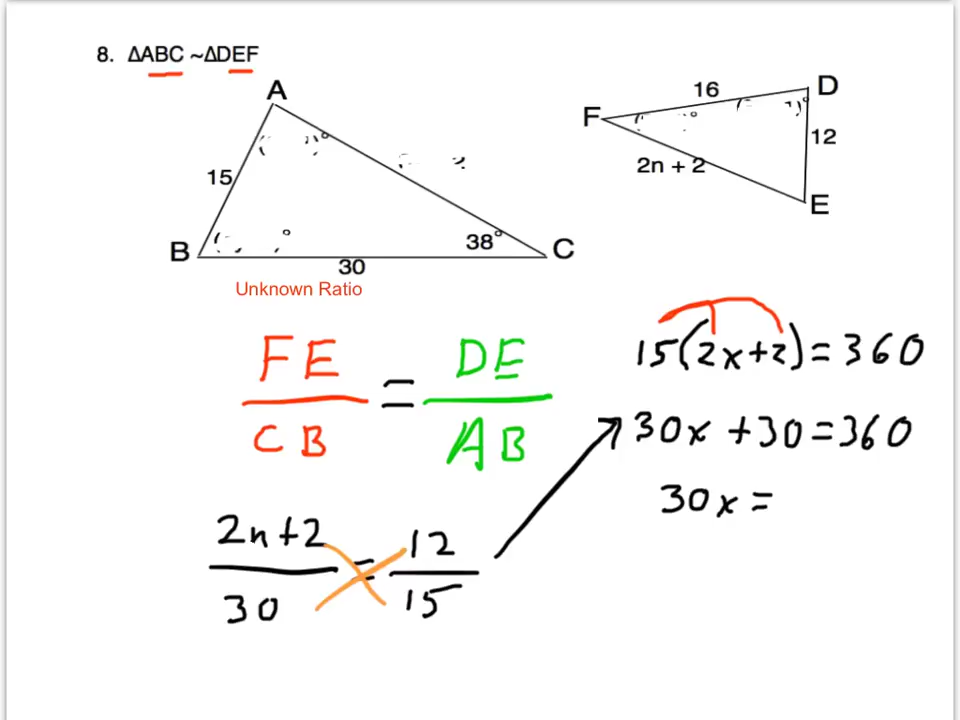 8. ΔABC ~ΔDEF
A
15
B
30
38°
C
F
16
D
12
2n + 2
E
Unknown Ratio
FE = DE
CB AB
2n+2 = 12
30 15
15(2x+2)=360
30x +30=360
30x =